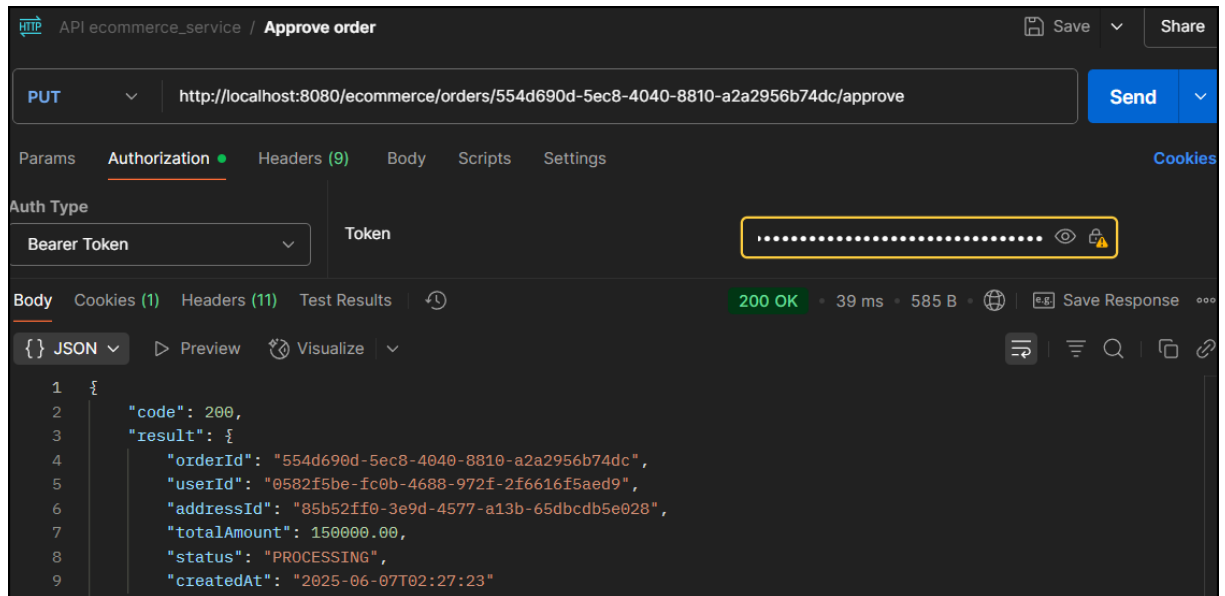 HTTP API ecommerce_service / Approve order Save Share
PUT http://localhost:8080/ecommerce/orders/554d690d-5ec8-4040-8810-a2a2956b74dc/approve Send
Params Authorization Headers (9) Body Scripts Settings Cookies
Auth Type
Bearer Token
Token
Body Cookies (1) Headers (11) Test Results 200 OK • 39 ms • 585 B • e.g. Save Response
{} JSON Preview Visualize
1 {
2 "code": 200,
3 "result": {
4 "orderId": "554d690d-5ec8-4040-8810-a2a2956b74dc",
5 "userId": "0582f5be-fc0b-4688-972f-2f6616f5aed9",
6 "addressId": "85b52ff0-3e9d-4577-a13b-65dbcdb5e028",
7 "totalAmount": 150000.00,
8 "status": "PROCESSING",
9 "createdAt": "2025-06-07T02:27:23"